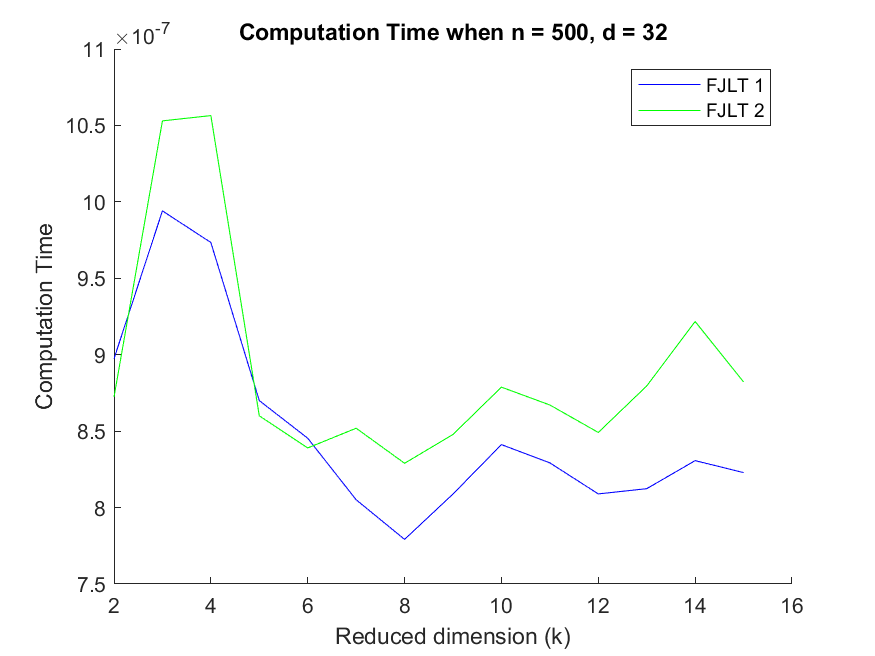 Computation Time when n = 500, d = 32
×10^-7
11
10.5
10
9.5
9
8.5
8
7.5
Computation Time
FJLT 1
FJLT 2
2 4 6 8 10 12 14 16
Reduced dimension (k)